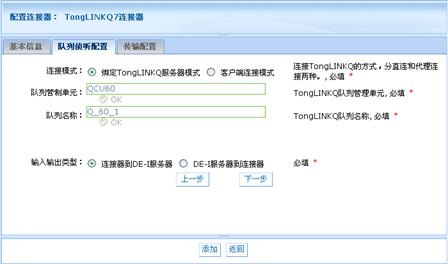 配置连接器： TongLINKQ7连接器
基本信息 队列侦听配置 传输配置
连接模式： 绑定TongLINKQ服务器模式 客户端连接模式 连接TongLINKQ的方式，分直连和代理连接两种。, 必填 *
队列管制单元： QCU60 TongLINKQ队列管理单元, 必填 *
OK
队列名称： Q_60_1 TongLINKQ队列名称, 必填 *
OK
输入输出类型： 连接器到DE-I服务器 DE-I服务器到连接器 必填 *
上一步 下一步
添加 返回